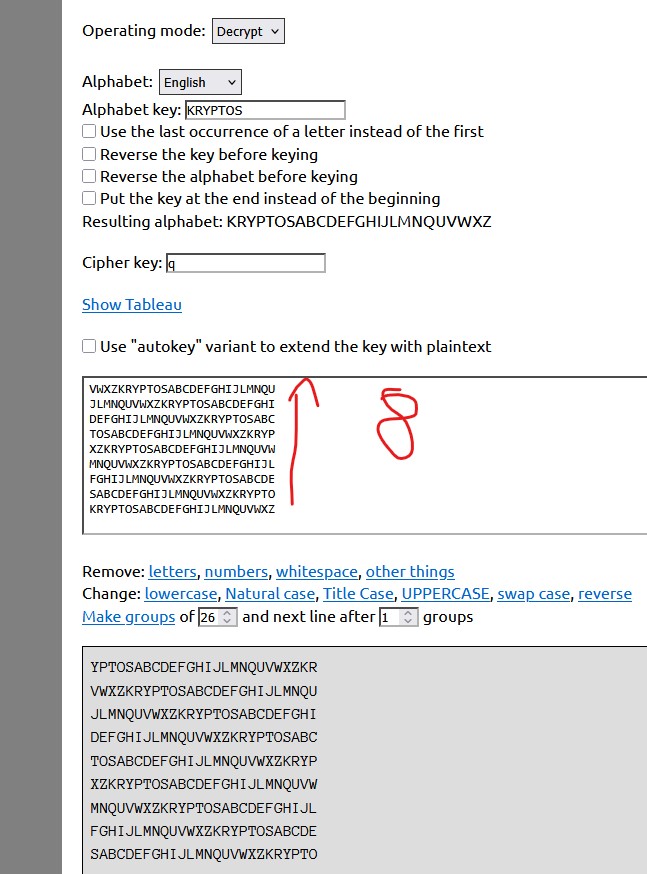 Operating mode: Decrypt
Alphabet: English
Alphabet key: KRYPTOS
Use the last occurrence of a letter instead of the first
Reverse the key before keying
Reverse the alphabet before keying
Put the key at the end instead of the beginning
Resulting alphabet: KRYPTOSABCDEFGHIJLMNQUVWXZ
Cipher key: q
Show Tableau
Use "autokey" variant to extend the key with plaintext
VWXZKRYPTOSABCDEFGHIJLMNQU
JLMNQUVWXZKRYPTOSABCDEFGHI
DEFGHIJLMNQUVWXZKRYPTOSABC
TOSABCDEFGHIJLMNQUVWXZKRYP
XZKRYPTOSABCDEFGHIJLMNQUVW
MNQUVWXZKRYPTOSABCDEFGHIJL
FGHIJLMNQUVWXZKRYPTOSABCDE
SABCDEFGHIJLMNQUVWXZKRYPTO
KRYPTOSABCDEFGHIJLMNQUVWXZ
8
Remove: letters, numbers, whitespace, other things
Change: lowercase, Natural case, Title Case, UPPERCASE, swap case, reverse
Make groups of 26 and next line after 1 groups
YPTOSABCDEFGHIJLMNQUVWXZKR
VWXZKRYPTOSABCDEFGHIJLMNQU
JLMNQUVWXZKRYPTOSABCDEFGHI
DEFGHIJLMNQUVWXZKRYPTOSABC
TOSABCDEFGHIJLMNQUVWXZKRYP
XZKRYPTOSABCDEFGHIJLMNQUVW
MNQUVWXZKRYPTOSABCDEFGHIJL
FGHIJLMNQUVWXZKRYPTOSABCDE
SABCDEFGHIJLMNQUVWXZKRYPTO